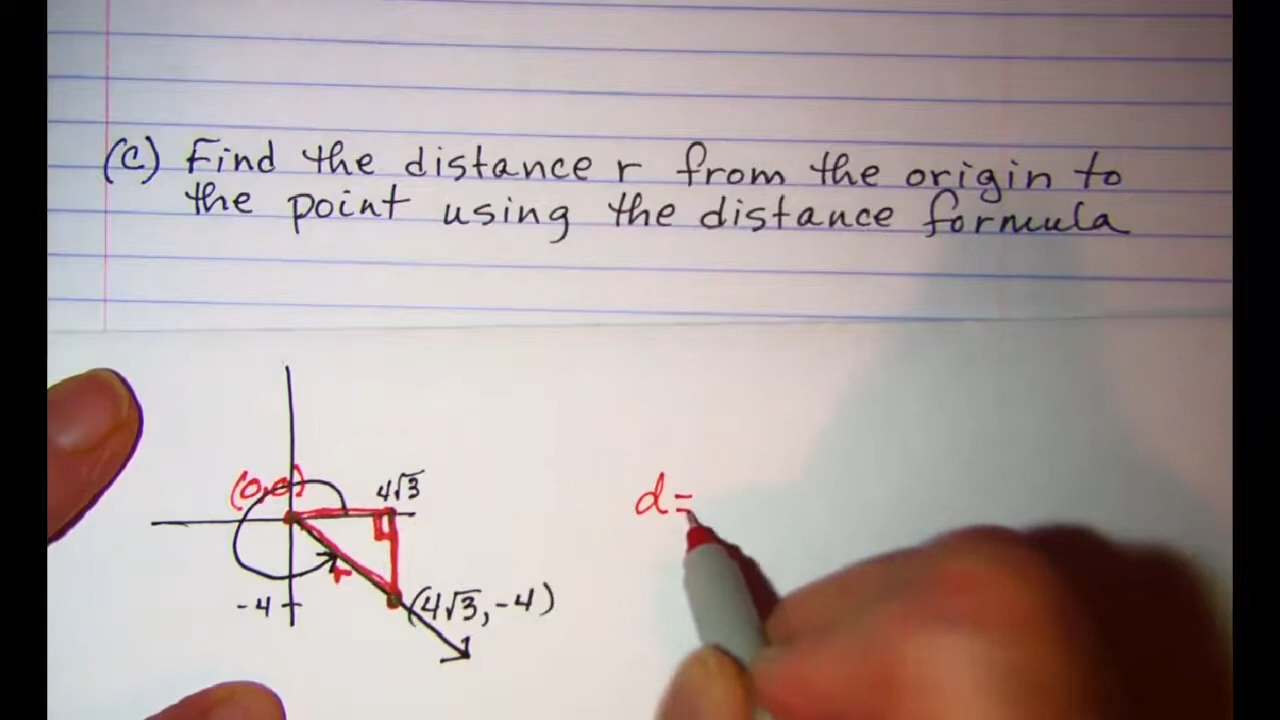 (c) Find the distance r from the origin to
the point using the distance formula
(0,0)
4√3
r
-4
(4√3,-4)
d=